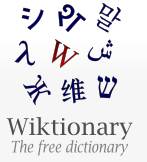 シ প্ত 말
λ W ش
অ 维 ש
Wiktionary
The free dictionary